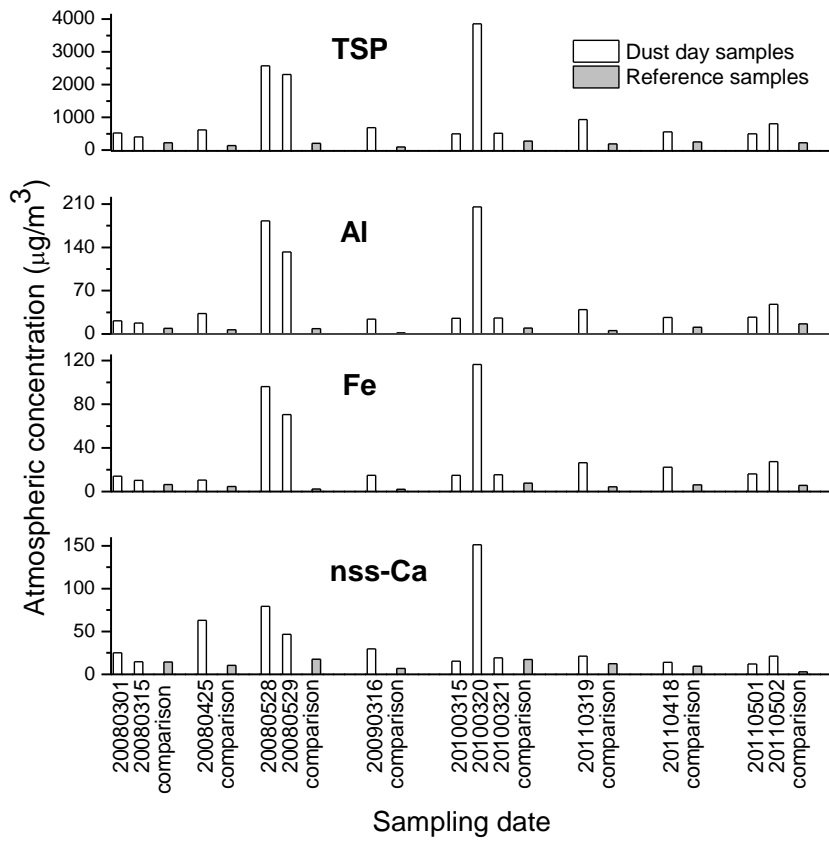 TSP
Dust day samples
Reference samples
4000
3000
2000
1000
0
Al
210
140
70
0
Fe
120
80
40
0
nss-Ca
150
100
50
0
Atmospheric concentration (μg/m³)
20080301
20080315
comparison
20080425
comparison
20080528
20080529
comparison
20090316
comparison
20100315
20100320
20100321
comparison
20110319
comparison
20110418
comparison
20110501
20110502
comparison
Sampling date